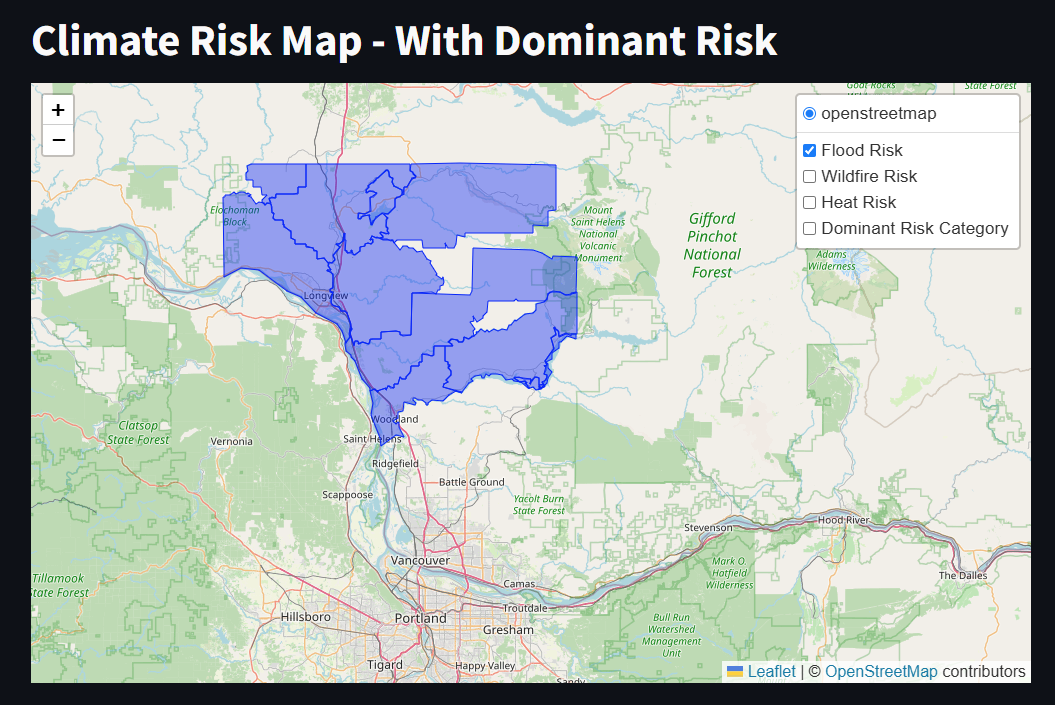 Climate Risk Map - With Dominant Risk
+
−
openstreetmap
Flood Risk
Wildfire Risk
Heat Risk
Dominant Risk Category
Goat Rocks
State Forest
Elochoman
Block
Mount
Saint Helens
National
Volcanic
Monument
Gifford
Pinchot
National
Forest
Adams
Wilderness
Longview
Woodland
Saint Helens
Clatsop
State Forest
Vernonia
Ridgefield
Battle Ground
Scappoose
Yacolt Burn
State Forest
Stevenson
Hood River
Vancouver
Mark O.
Hatfield
Wilderness
The Dalles
Tillamook
State Forest
Camas
Troutdale
Hillsboro
Portland
Gresham
Bull Run
Watershed
Management
Unit
Tigard
Happy Valley
Sandy
Leaflet | © OpenStreetMap contributors